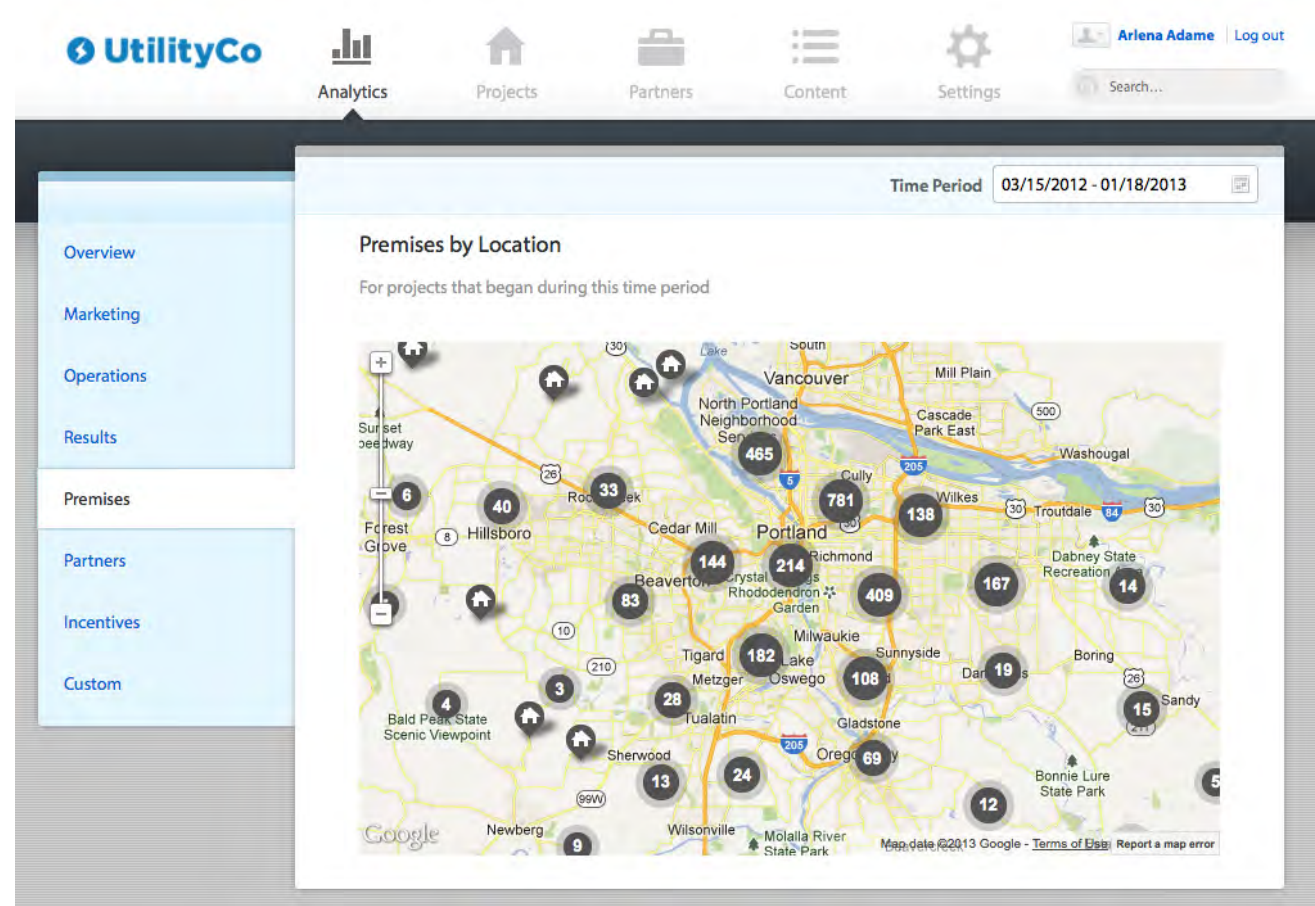 UtilityCo
Analytics
Projects
Partners
Content
Settings
Arlena Adame
Log out
Search...
Time Period
03/15/2012 - 01/18/2013
Overview
Marketing
Operations
Results
Premises
Partners
Incentives
Custom
Premises by Location
For projects that began during this time period
30
Lake
South
Vancouver
Mill Plain
North Portland
Neighborhood
Cascade
Park East
500
Sunset
465
Washougal
26
5
Cully
205
6
40
33
781
138
Wilkes
30
Troutdale
84
30
Forest
Grove
8
Hillsboro
Cedar Mill
Portland
30
144
214
Richmond
Dabney State
Recreation
Beaverton
83
Rhododendron
Garden
409
167
14
10
Milwaukie
210
Tigard
182
Lake
Oswego
Sunnyside
Boring
Metzger
108
19
26
3
28
4
15
Sandy
Bald Peak State
Scenic Viewpoint
Tualatin
Gladstone
205
69
Sherwood
13
24
Bonnie Lure
State Park
5
99W
12
Google
Newberg
9
Wilsonville
Molalla River
State Park
Map data ©2013 Google - Terms of Use
Report a map error